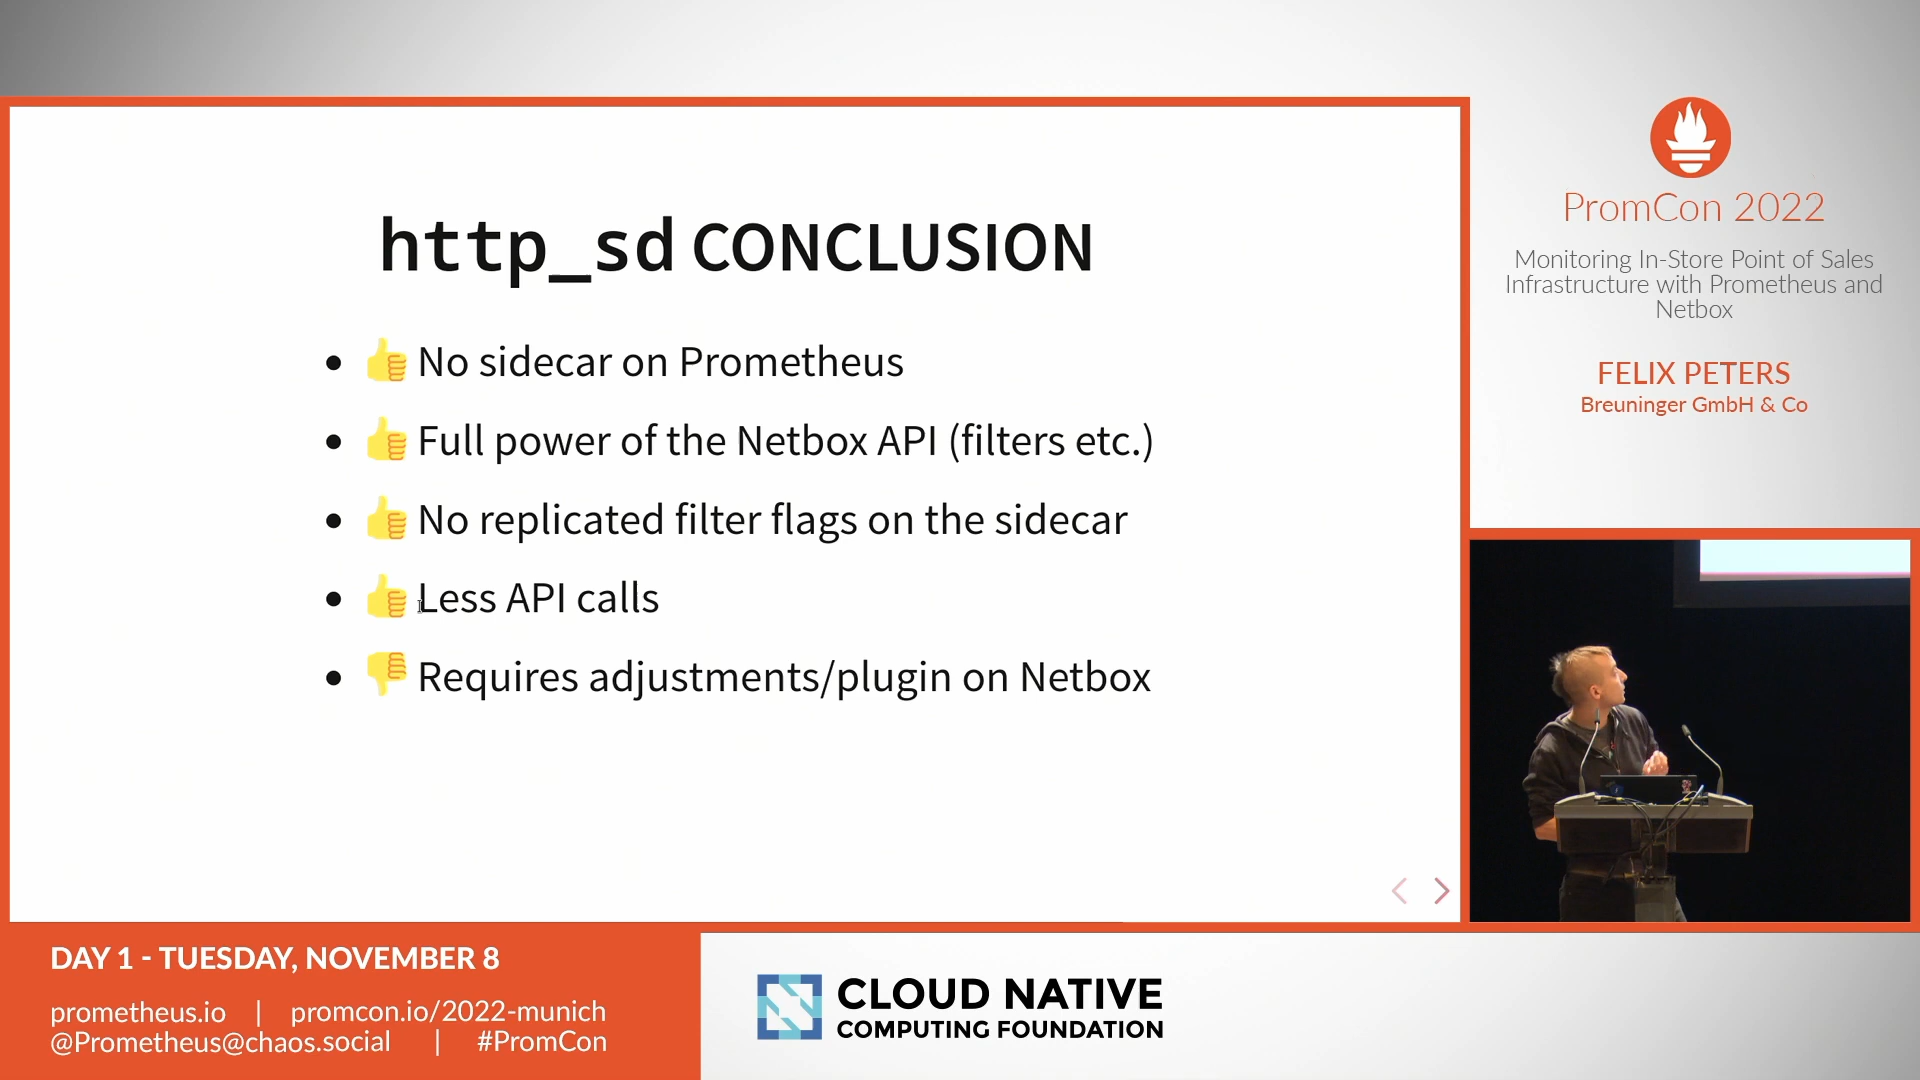 http_sd CONCLUSION
• 👍 No sidecar on Prometheus
• 👍 Full power of the Netbox API (filters etc.)
• 👍 No replicated filter flags on the sidecar
• 👍 Less API calls
• 👎 Requires adjustments/plugin on Netbox
PromCon 2022
Monitoring In-Store Point of Sales
Infrastructure with Prometheus and
Netbox
FELIX PETERS
Breuninger GmbH & Co
DAY 1 - TUESDAY, NOVEMBER 8
prometheus.io | promcon.io/2022-munich
@Prometheus@chaos.social | #PromCon
CLOUD NATIVE
COMPUTING FOUNDATION